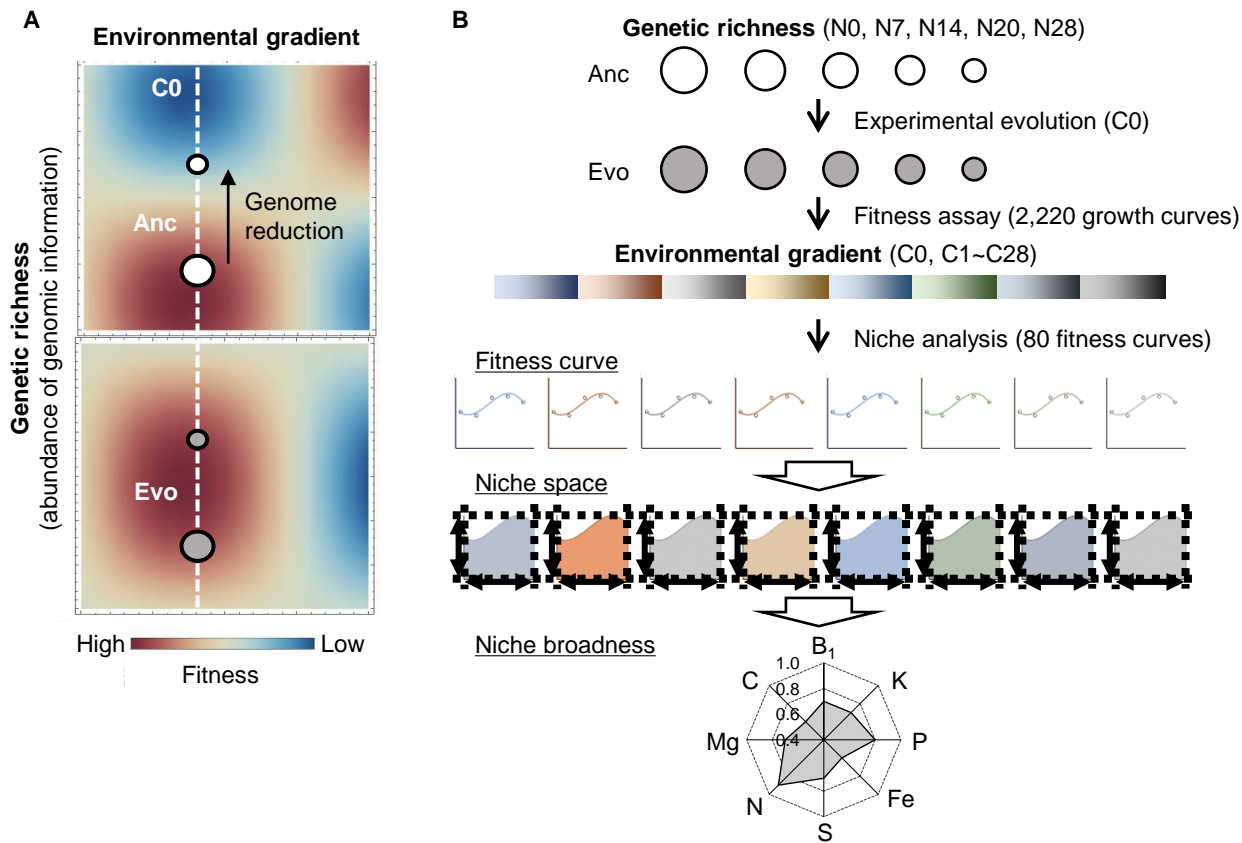 A
Environmental gradient
C0
Anc
Genome
reduction
Evo
Genetic richness
(abundance of genomic information)
High
Low
Fitness
B
Genetic richness (N0, N7, N14, N20, N28)
Anc
Experimental evolution (C0)
Evo
Fitness assay (2,220 growth curves)
Environmental gradient (C0, C1~C28)
Niche analysis (80 fitness curves)
Fitness curve
Niche space
Niche broadness
B₁
K
P
Fe
S
N
Mg
C
1.0
0.8
0.6
0.4